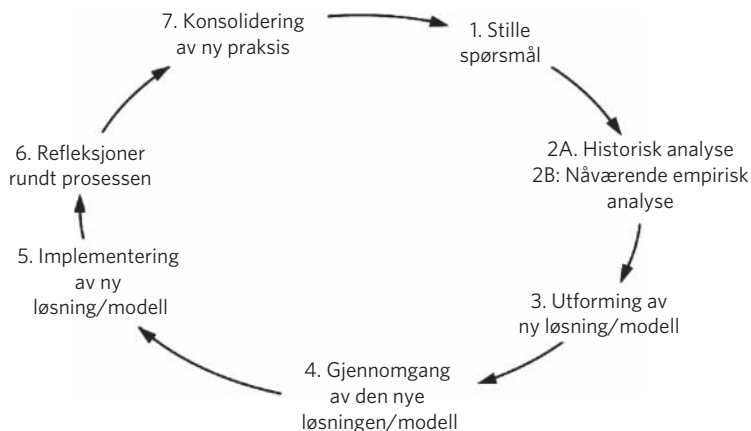 1. Stille
spørsmål
2A. Historisk analyse
2B: Nåværende empirisk
analyse
3. Utforming av
ny løsning/modell
4. Gjennomgang
av den nye
løsningen/modell
5. Implementering
av ny
løsning/modell
6. Refleksjoner
rundt prosessen
7. Konsolidering
av ny praksis